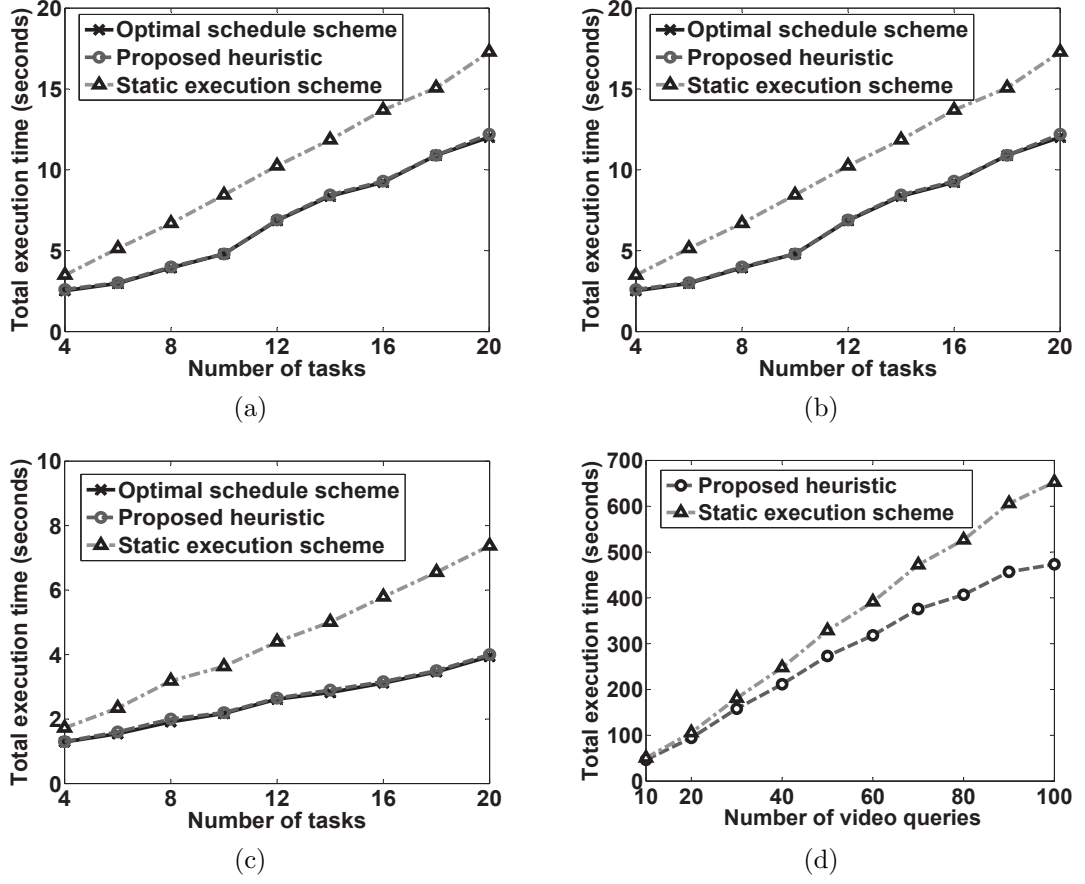 20
15
10
5
0
Total execution time (seconds)
Optimal schedule scheme
Proposed heuristic
Static execution scheme
4 8 12 16 20
Number of tasks
(a)
20
15
10
5
0
Total execution time (seconds)
Optimal schedule scheme
Proposed heuristic
Static execution scheme
4 8 12 16 20
Number of tasks
(b)
10
8
6
4
2
0
Total execution time (seconds)
Optimal schedule scheme
Proposed heuristic
Static execution scheme
4 8 12 16 20
Number of tasks
(c)
700
600
500
400
300
200
100
0
Total execution time (seconds)
Proposed heuristic
Static execution scheme
10 20 40 60 80 100
Number of video queries
(d)